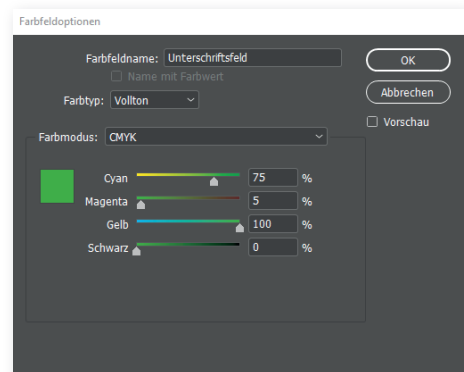 Farbfeldoptionen
Farbfeldname: Unterschriftsfeld
Name mit Farbwert
Farbtyp: Vollton
OK
Abbrechen
Vorschau
Farbmodus: CMYK
Cyan 75 %
Magenta 5 %
Gelb 100 %
Schwarz 0 %